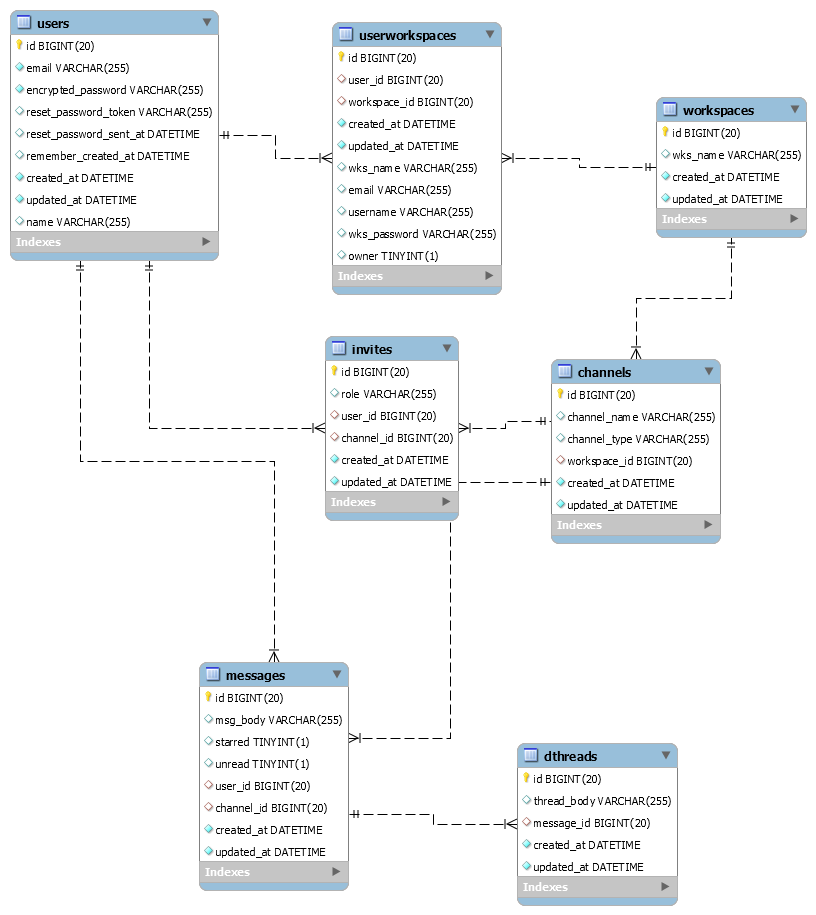 users
id BIGINT(20)
email VARCHAR(255)
encrypted_password VARCHAR(255)
reset_password_token VARCHAR(255)
reset_password_sent_at DATETIME
remember_created_at DATETIME
created_at DATETIME
updated_at DATETIME
name VARCHAR(255)
Indexes
userworkspaces
id BIGINT(20)
user_id BIGINT(20)
workspace_id BIGINT(20)
created_at DATETIME
updated_at DATETIME
wks_name VARCHAR(255)
email VARCHAR(255)
username VARCHAR(255)
wks_password VARCHAR(255)
owner TINYINT(1)
Indexes
workspaces
id BIGINT(20)
wks_name VARCHAR(255)
created_at DATETIME
updated_at DATETIME
Indexes
invites
id BIGINT(20)
role VARCHAR(255)
user_id BIGINT(20)
channel_id BIGINT(20)
created_at DATETIME
updated_at DATETIME
Indexes
channels
id BIGINT(20)
channel_name VARCHAR(255)
channel_type VARCHAR(255)
workspace_id BIGINT(20)
created_at DATETIME
updated_at DATETIME
Indexes
messages
id BIGINT(20)
msg_body VARCHAR(255)
starred TINYINT(1)
unread TINYINT(1)
user_id BIGINT(20)
channel_id BIGINT(20)
created_at DATETIME
updated_at DATETIME
Indexes
dthreads
id BIGINT(20)
thread_body VARCHAR(255)
message_id BIGINT(20)
created_at DATETIME
updated_at DATETIME
Indexes